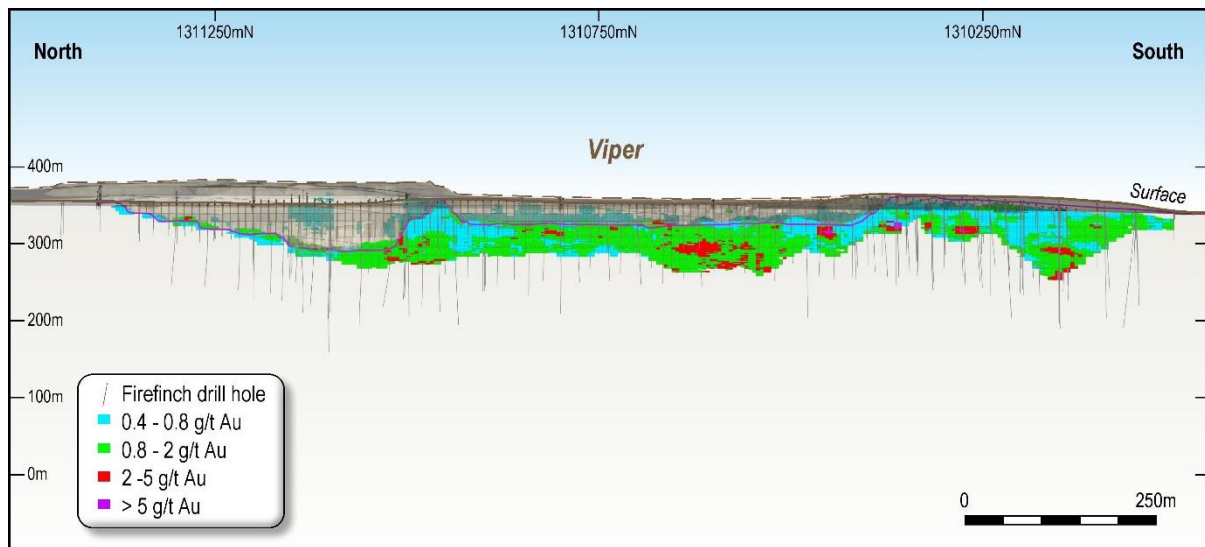 1311250mN
1310750mN
1310250mN
North
South
Viper
400m
Surface
300m
200m
100m
0m
Firefinch drill hole
0.4 - 0.8 g/t Au
0.8 - 2 g/t Au
2 -5 g/t Au
> 5 g/t Au
0
250m